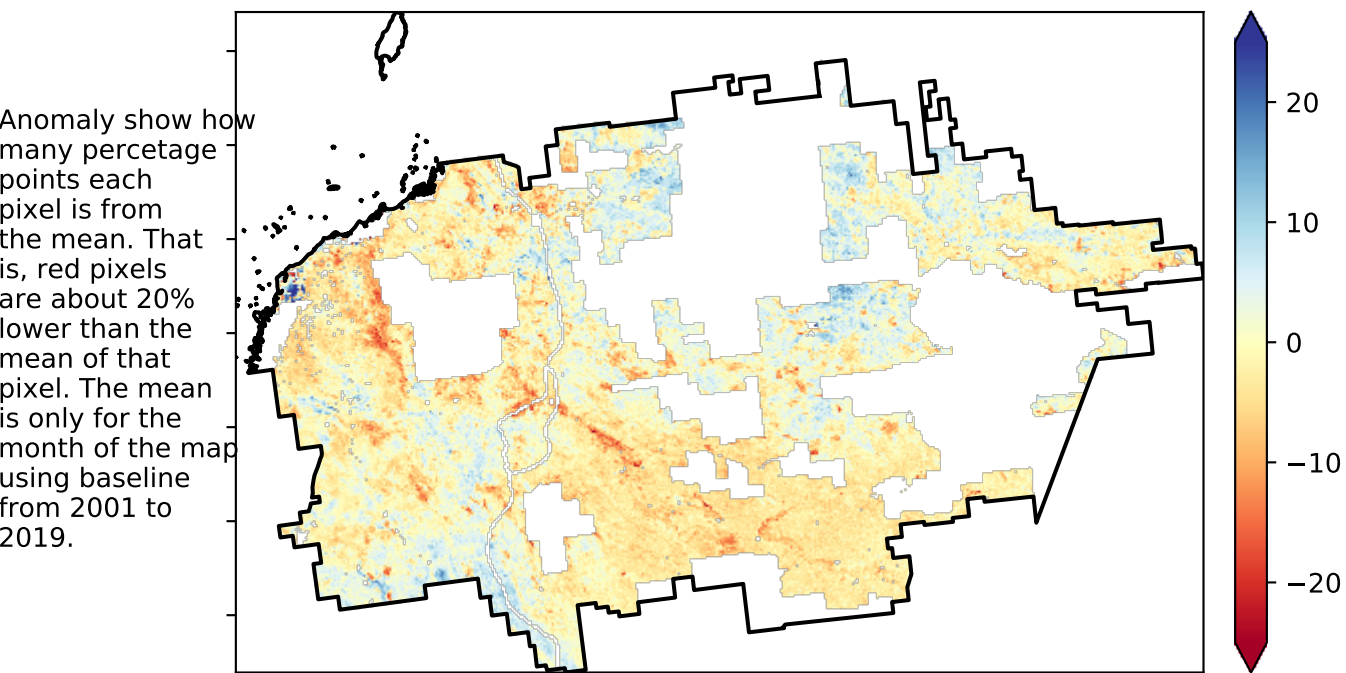 Anomaly show how
many percetage
points each
pixel is from
the mean. That
is, red pixels
are about 20%
lower than the
mean of that
pixel. The mean
is only for the
month of the map
using baseline
from 2001 to
2019.
20
10
0
−10
−20